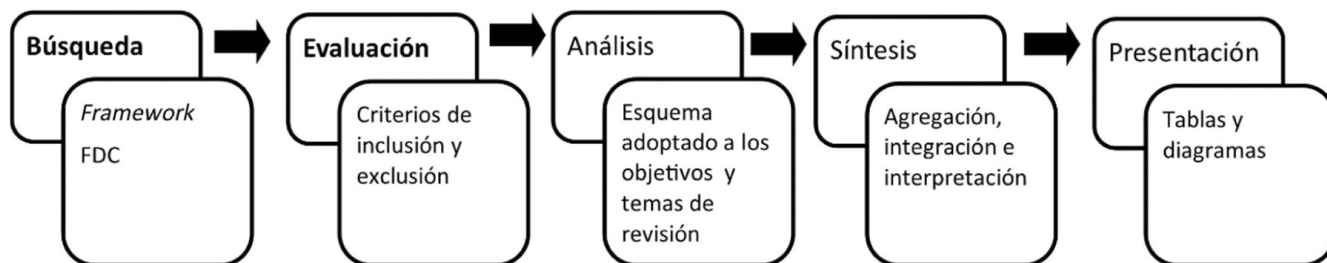 Búsqueda
Framework
FDC
Evaluación
Criterios de
inclusión y
exclusión
Análisis
Esquema
adoptado a los
objetivos y
temas de
revisión
Síntesis
Agregación,
integración e
interpretación
Presentación
Tablas y
diagramas